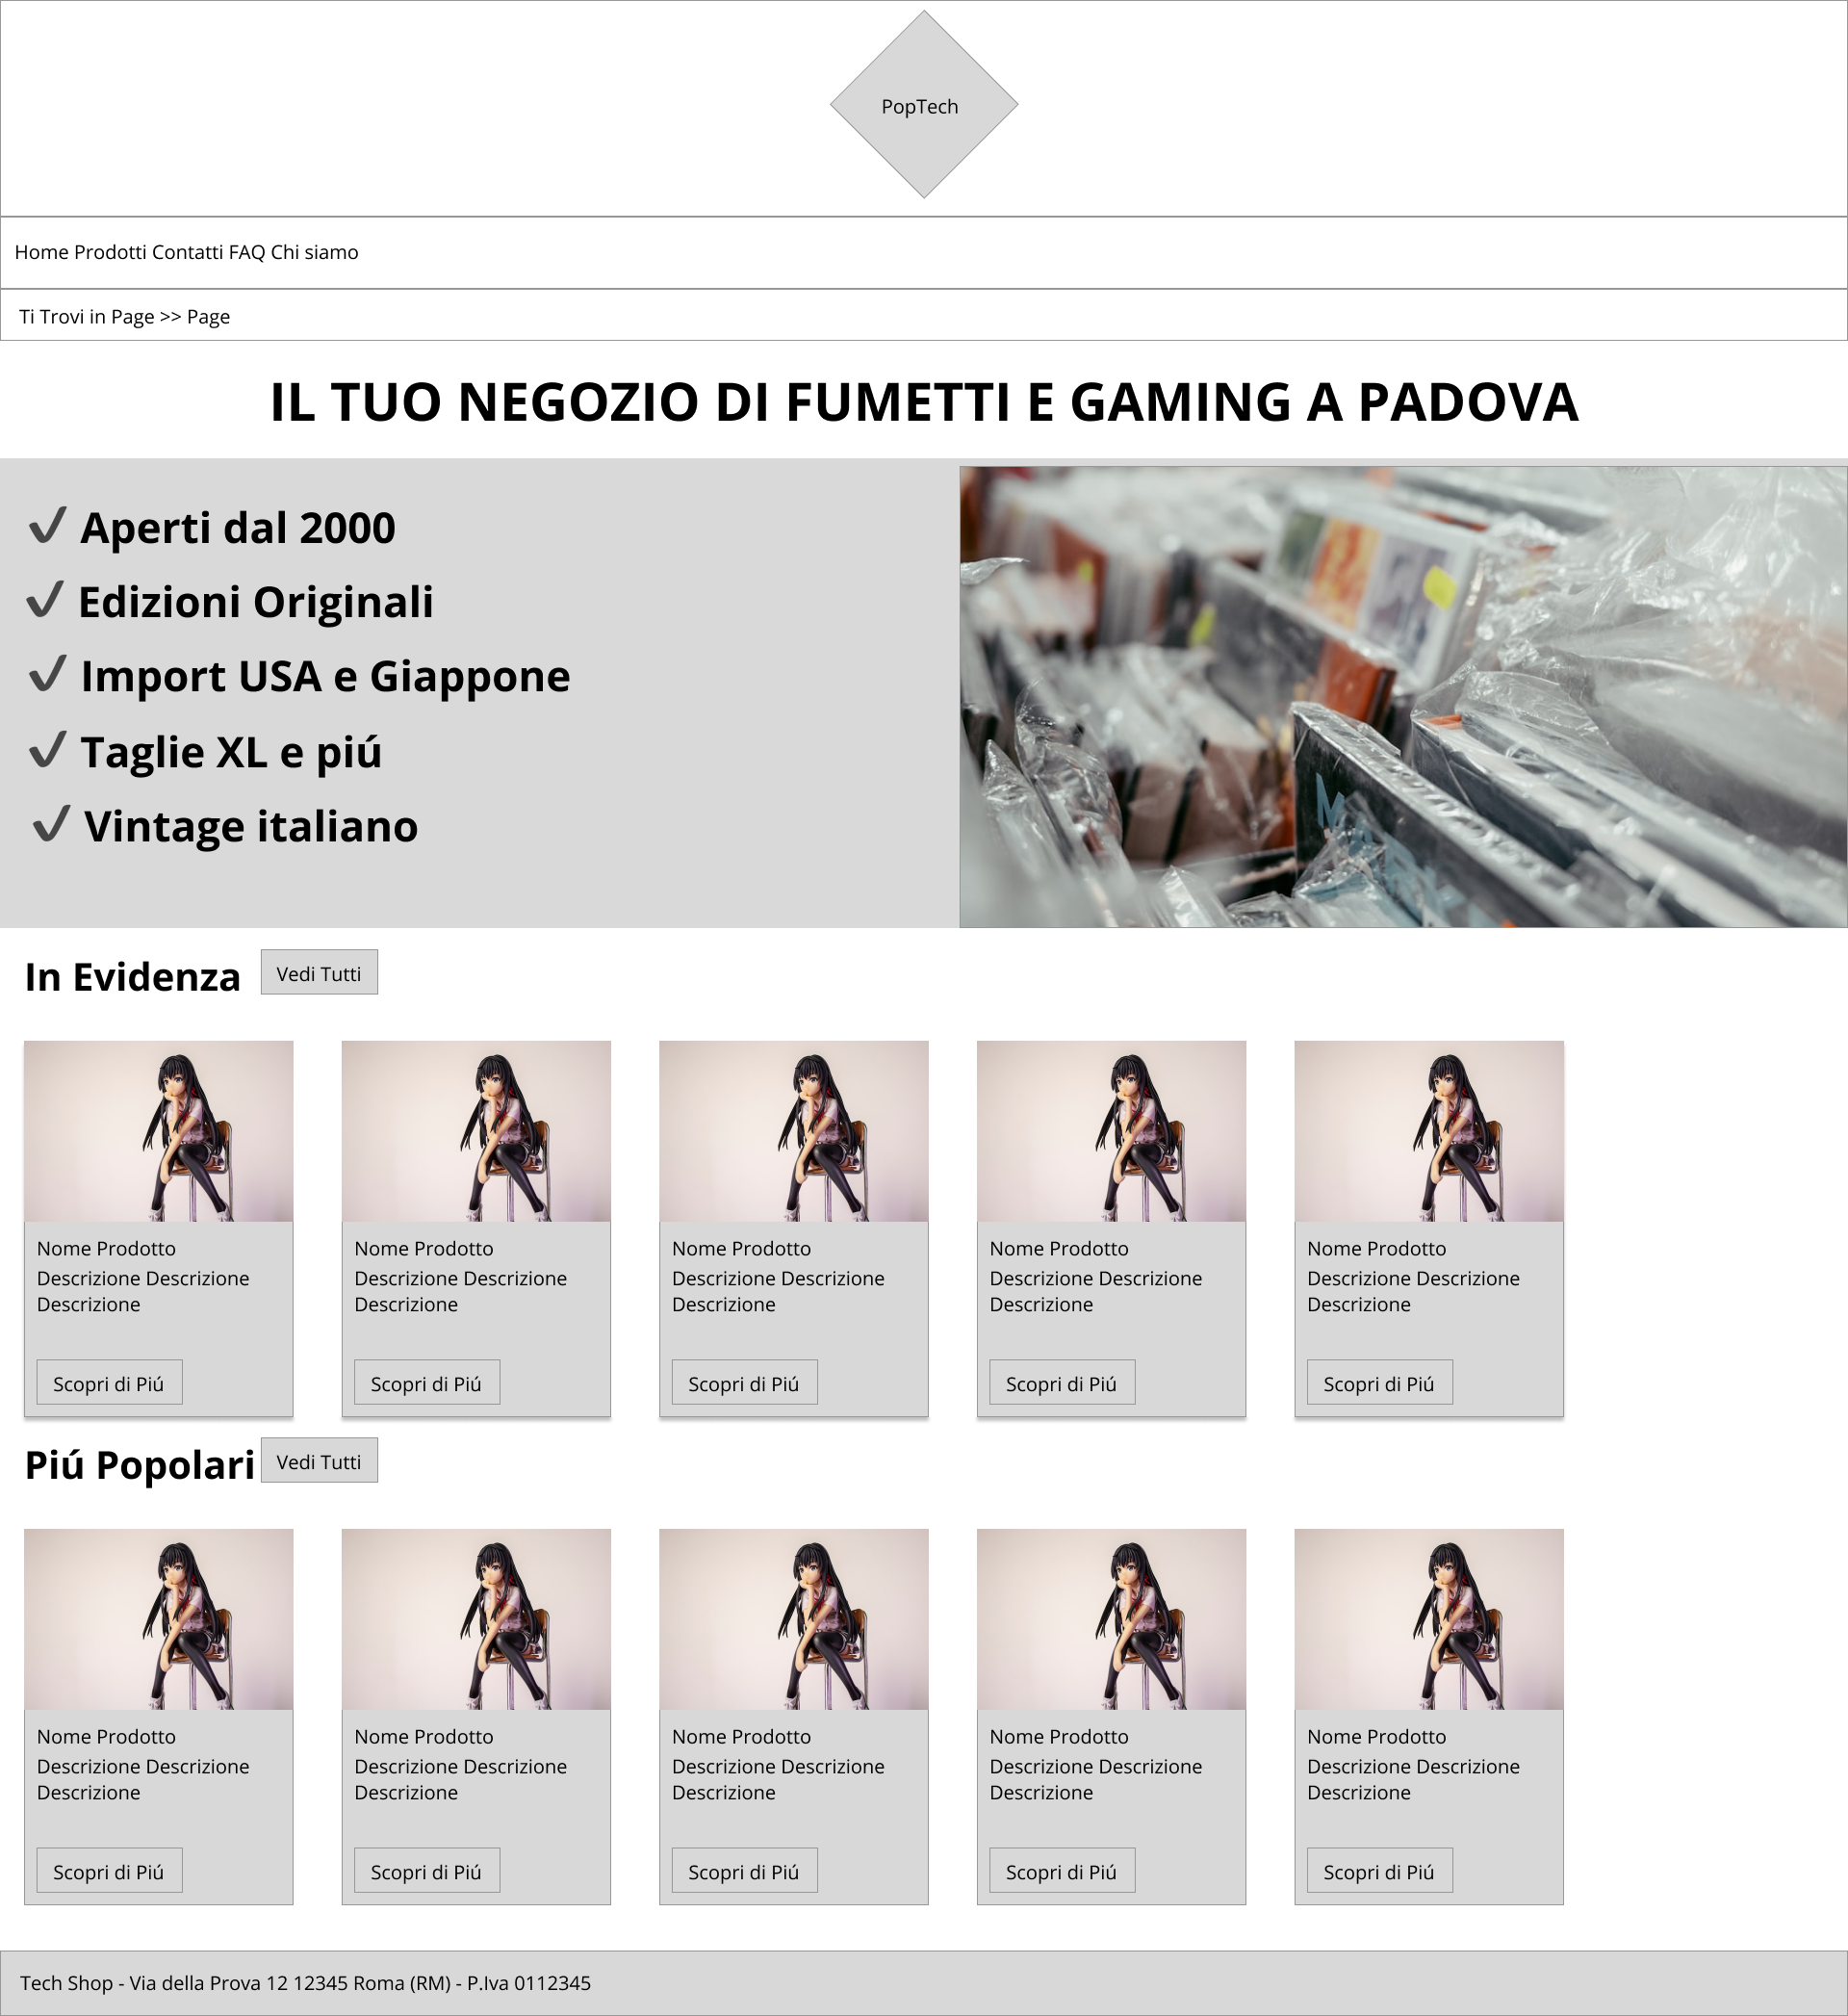 PopTech
Home Prodotti Contatti FAQ Chi siamo
Ti Trovi in Page >> Page
IL TUO NEGOZIO DI FUMETTI E GAMING A PADOVA
Aperti dal 2000
Edizioni Originali
Import USA e Giappone
Taglie XL e piú
Vintage italiano
In Evidenza
Vedi Tutti
Nome Prodotto
Descrizione Descrizione
Descrizione
Scopri di Piú
Nome Prodotto
Descrizione Descrizione
Descrizione
Scopri di Piú
Nome Prodotto
Descrizione Descrizione
Descrizione
Scopri di Piú
Nome Prodotto
Descrizione Descrizione
Descrizione
Scopri di Piú
Nome Prodotto
Descrizione Descrizione
Descrizione
Scopri di Piú
Piú Popolari
Vedi Tutti
Nome Prodotto
Descrizione Descrizione
Descrizione
Scopri di Piú
Nome Prodotto
Descrizione Descrizione
Descrizione
Scopri di Piú
Nome Prodotto
Descrizione Descrizione
Descrizione
Scopri di Piú
Nome Prodotto
Descrizione Descrizione
Descrizione
Scopri di Piú
Nome Prodotto
Descrizione Descrizione
Descrizione
Scopri di Piú
Tech Shop - Via della Prova 12 12345 Roma (RM) - P.Iva 0112345